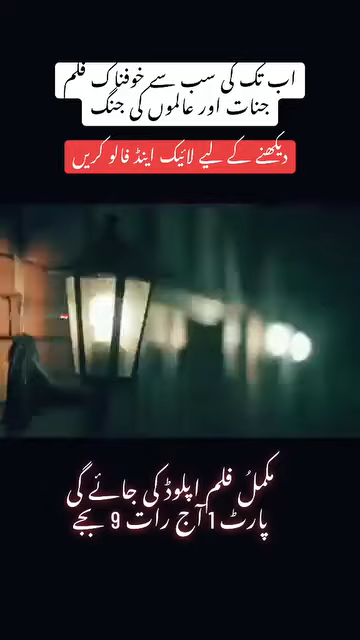 اب تک کی سب سے خوفناک فلم
جنات اور عالموں کی جنگ
دیکھنے کے لیے لائیک اینڈ فالو کریں
مکمل فلم اپلوڈ کی جائے گی
پارٹ 1 آج رات 9 بجے